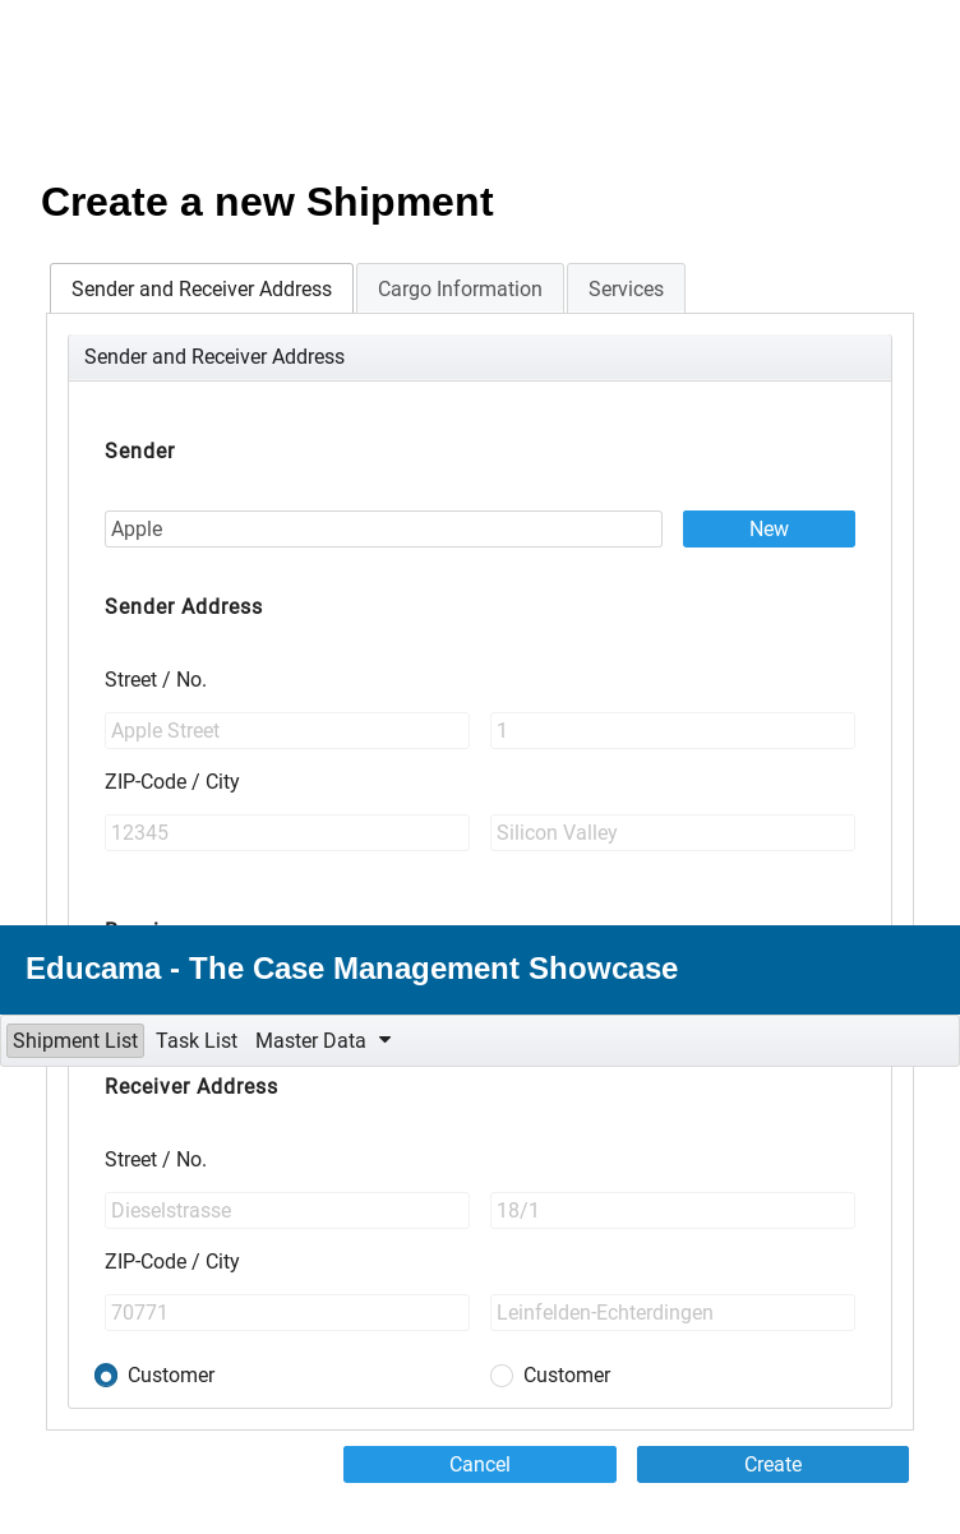 Create a new Shipment
Sender and Receiver Address Cargo Information Services
Sender and Receiver Address
Sender
Apple New
Sender Address
Street / No.
Apple Street 1
ZIP-Code / City
12345 Silicon Valley
Educama - The Case Management Showcase
Shipment List Task List Master Data
Receiver Address
Street / No.
Dieselstrasse 18/1
ZIP-Code / City
70771 Leinfelden-Echterdingen
Customer Customer
Cancel Create